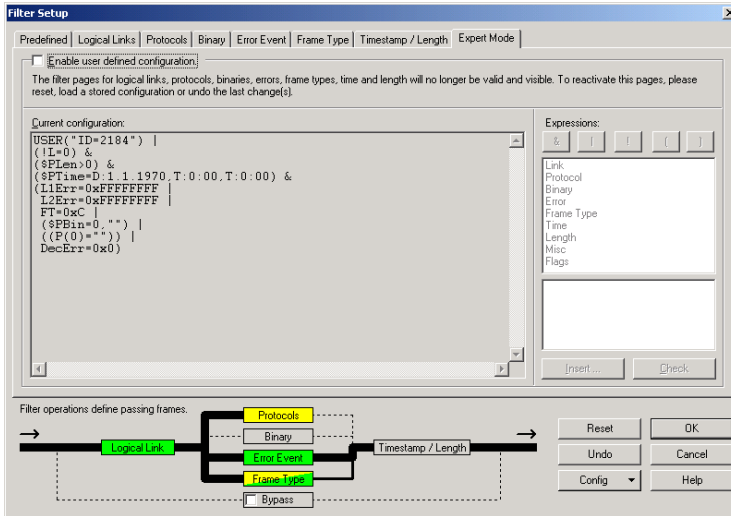 Filter Setup
Predefined Logical Links Protocols Binary Error Event Frame Type Timestamp / Length Expert Mode
Enable user defined configuration.
The filter pages for logical links, protocols, binaries, errors, frame types, time and length will no longer be valid and visible. To reactivate this pages, please
reset, load a stored configuration or undo the last change(s).
Current configuration:
USER("ID=2184") |
(!L=0) &
($PLen>0) &
($PTime=D:1.1.1970,T:0:00,T:0:00) &
(L1Err=0xFFFFFFFF |
L2Err=0xFFFFFFFF |
FT=0xC |
($PBin=0,"") |
((P(0)="")) |
DecErr=0x0)
Expressions:
& | ! ( )
Link
Protocol
Binary
Error
Frame Type
Time
Length
Misc
Flags
Insert ... Check
Filter operations define passing frames.
Protocols
Binary
Logical Link
Error Event
Timestamp / Length
Frame Type
Bypass
Reset OK
Undo Cancel
Config Help